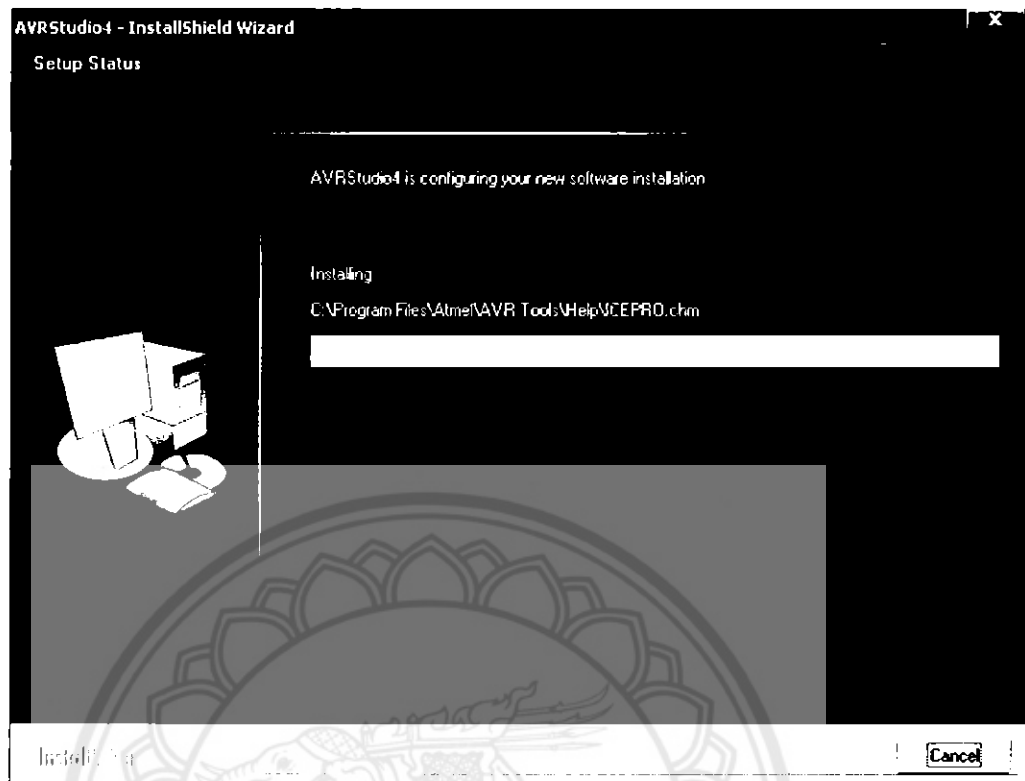 AVRStudio4 - InstallShield Wizard
X
Setup Status
AVRStudio4 is configuring your new software installation
Installing
C:\Program Files\Atmel\AVR Tools\Help\ICEPRO.chm
Cancel